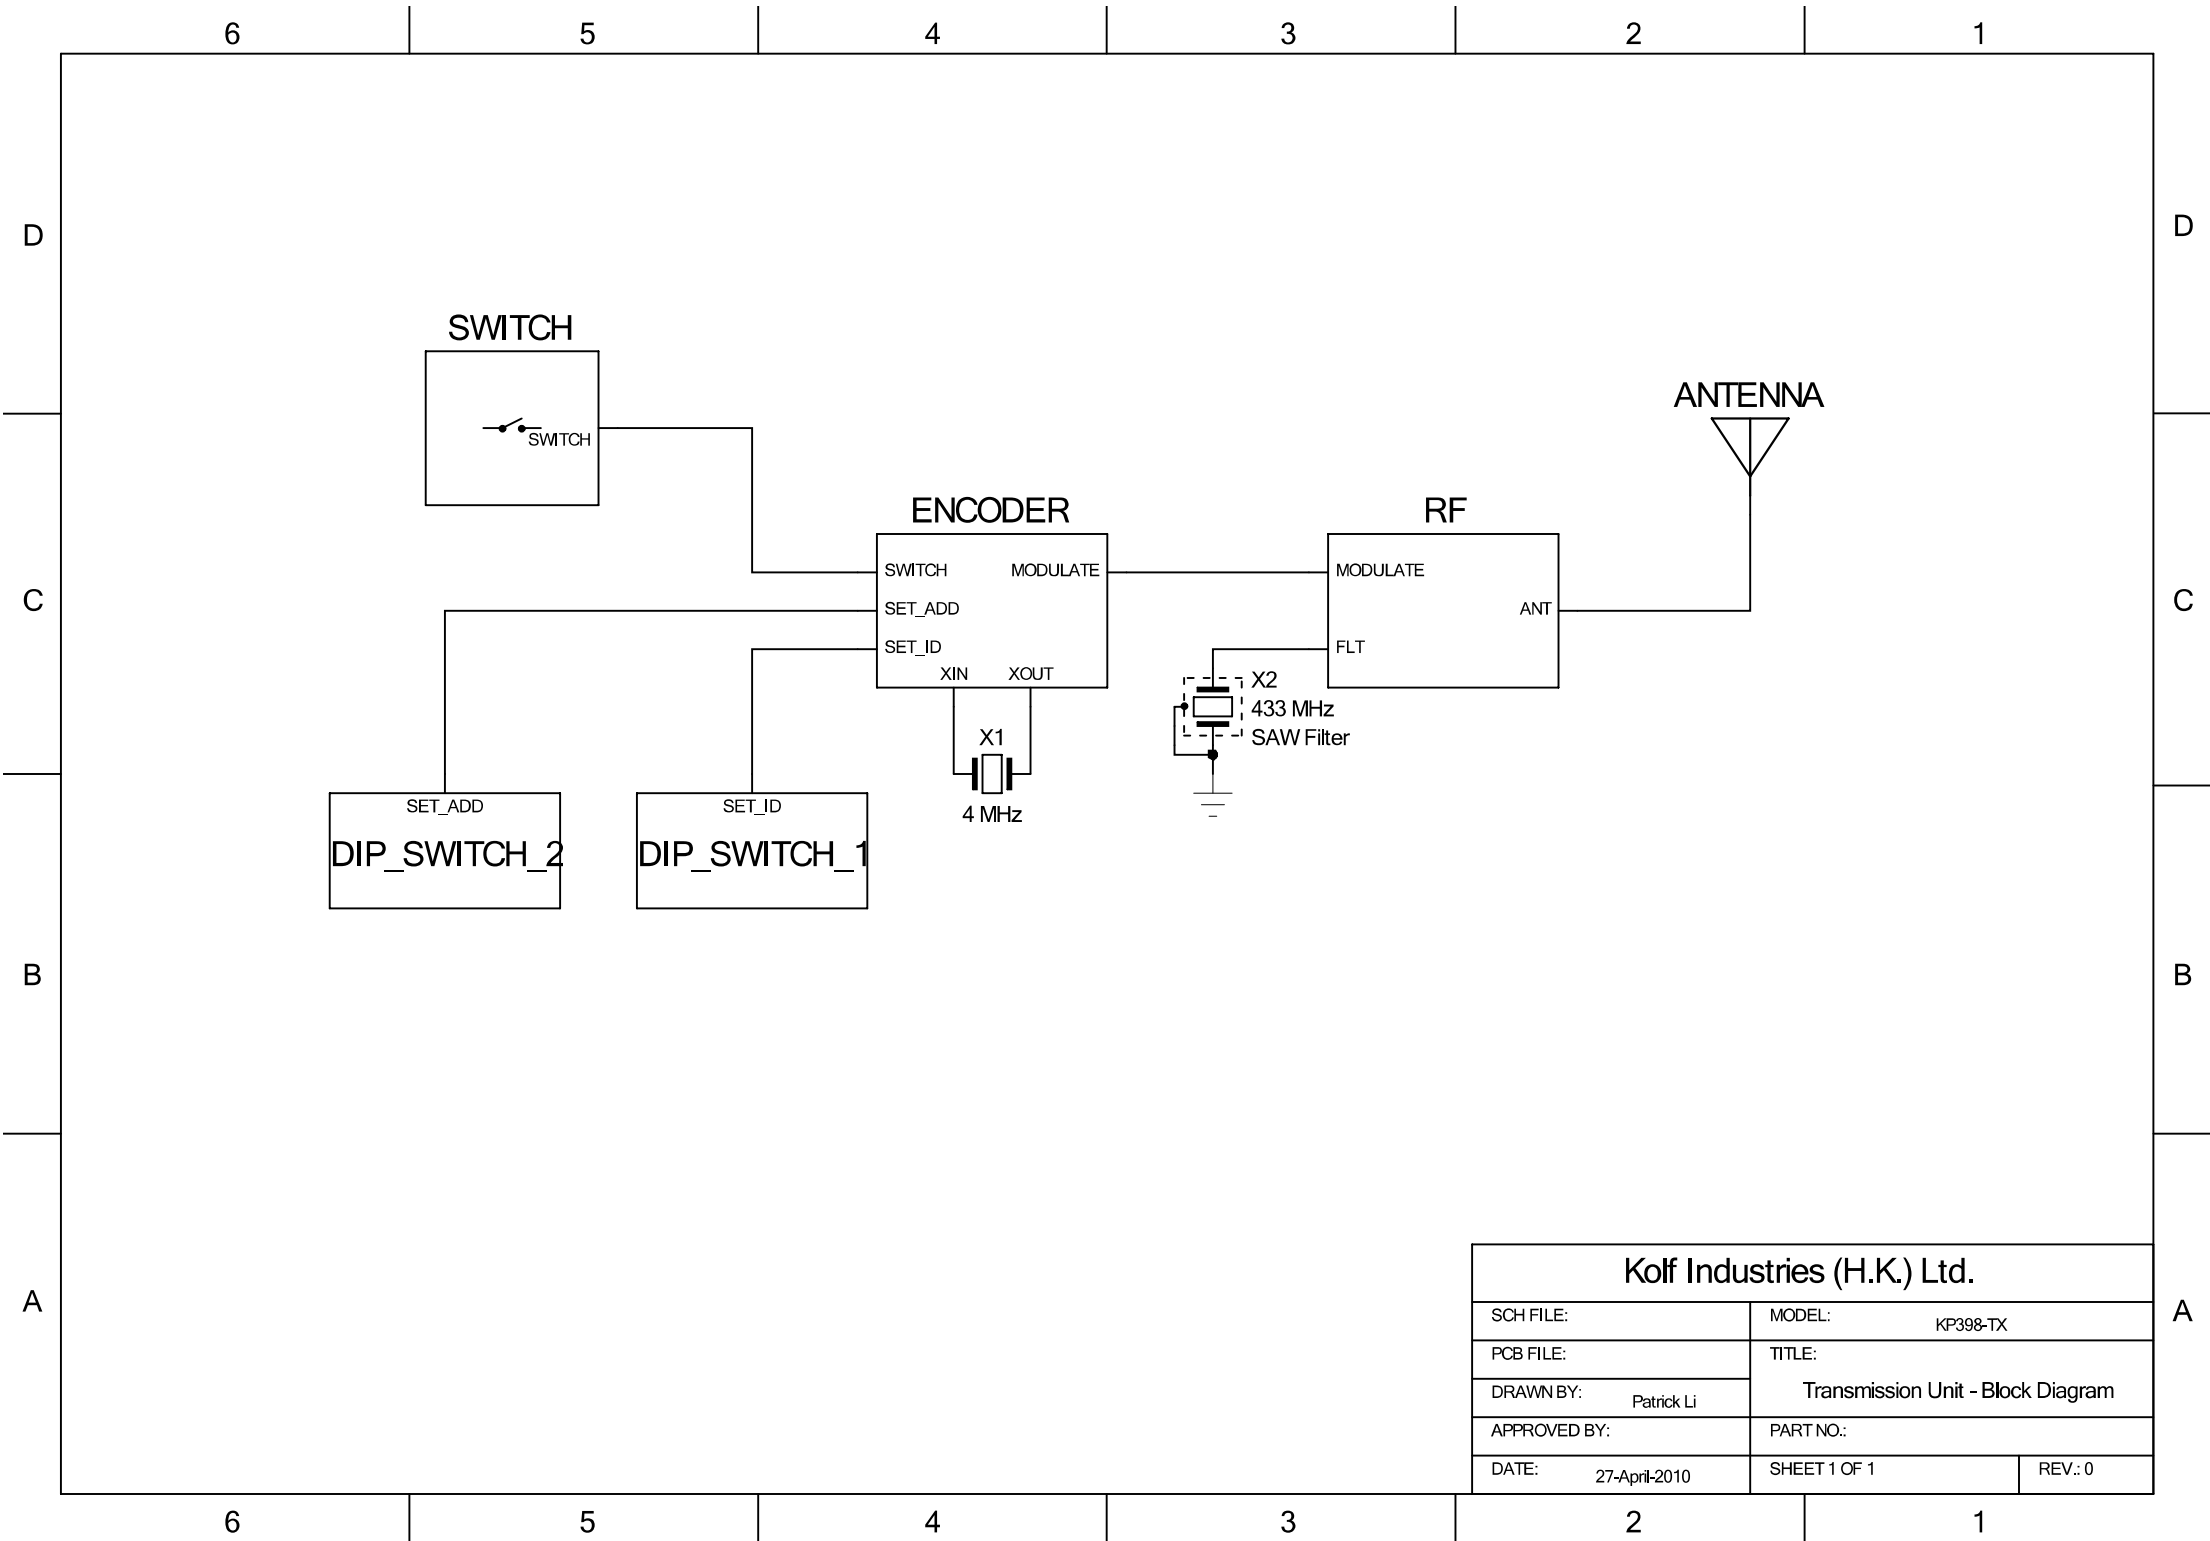 6 5 4 3 2 1
D D
SWITCH
SWITCH
ANTENNA
ENCODER
RF
SWITCH MODULATE
MODULATE
C C
SET_ADD
ANT
SET_ID
FLT
XIN XOUT
X2
433 MHz
SAW Filter
X1
4 MHz
SET_ADD
DIP_SWITCH_2
SET_ID
DIP_SWITCH_1
B B
A A
Kolf Industries (H.K.) Ltd.
SCH FILE:
MODEL: KP398-TX
PCB FILE:
TITLE:
Transmission Unit - Block Diagram
DRAWN BY: Patrick Li
APPROVED BY:
PART NO.:
DATE: 27-April-2010
SHEET 1 OF 1
REV.: 0
6 5 4 3 2 1